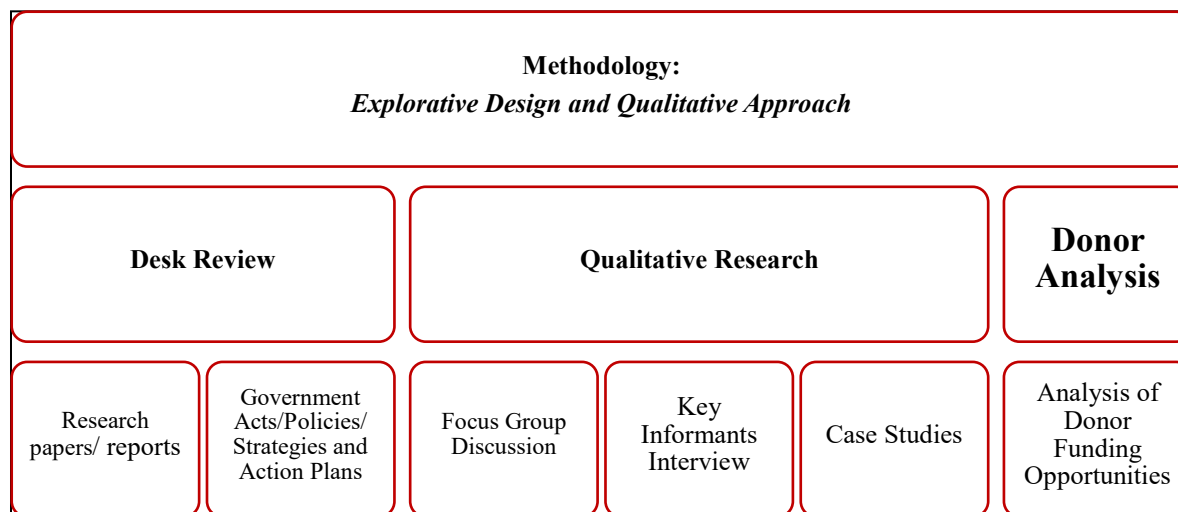 Methodology:
Explorative Design and Qualitative Approach
Desk Review
Qualitative Research
Donor
Analysis
Research
papers/ reports
Government
Acts/Policies/
Strategies and
Action Plans
Focus Group
Discussion
Key
Informants
Interview
Case Studies
Analysis of
Donor
Funding
Opportunities